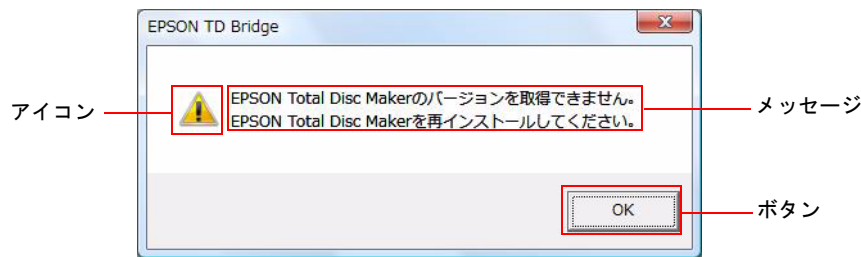 EPSON TD Bridge
アイコン
EPSON Total Disc Makerのバージョンを取得できません。
EPSON Total Disc Makerを再インストールしてください。
メッセージ
OK
ボタン